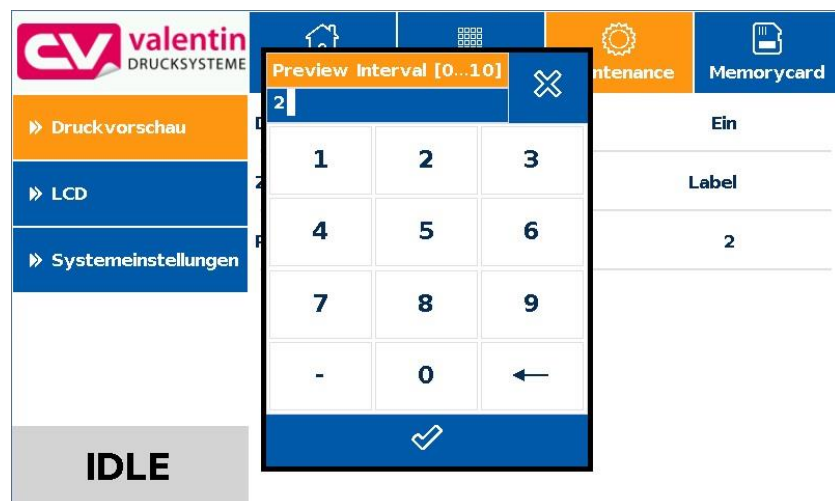 valentin
DRUCKSYSTEME
Memorycard
Preview Interval [0...10]
2
Druckvorschau
Ein
LCD
Label
Systemeinstellungen
2
1 2 3
4 5 6
7 8 9
- 0
IDLE